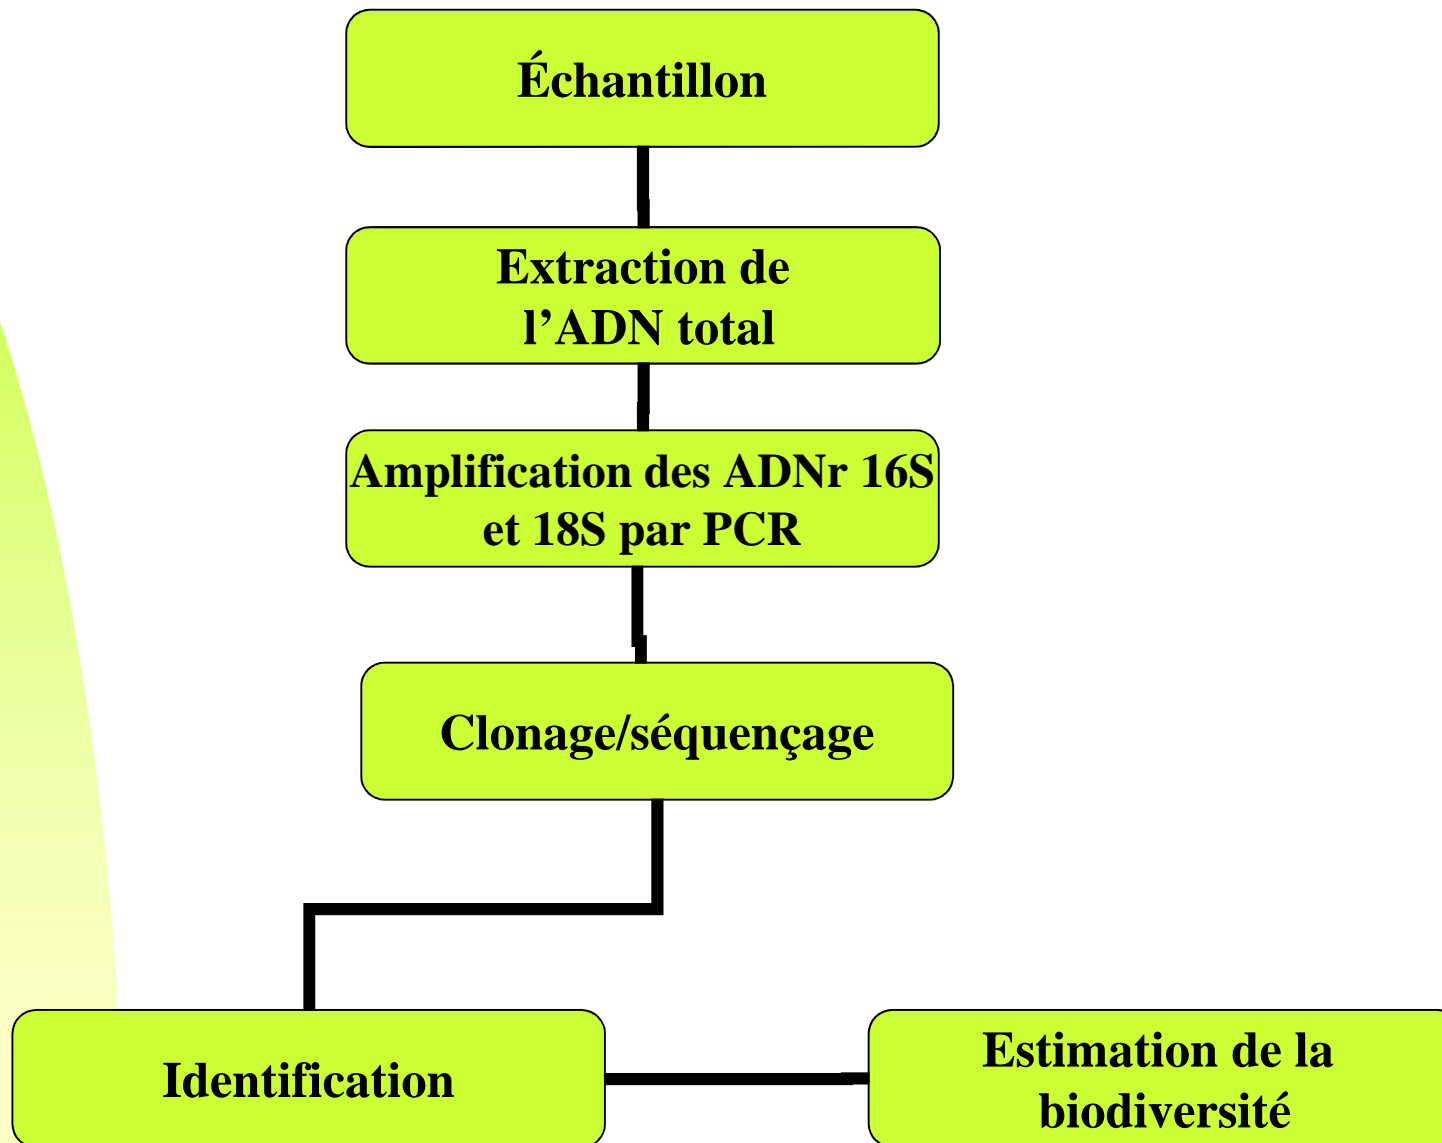 Échantillon
Extraction de
l’ADN total
Amplification des ADNr 16S
et 18S par PCR
Clonage/séquençage
Identification
Estimation de la
biodiversité